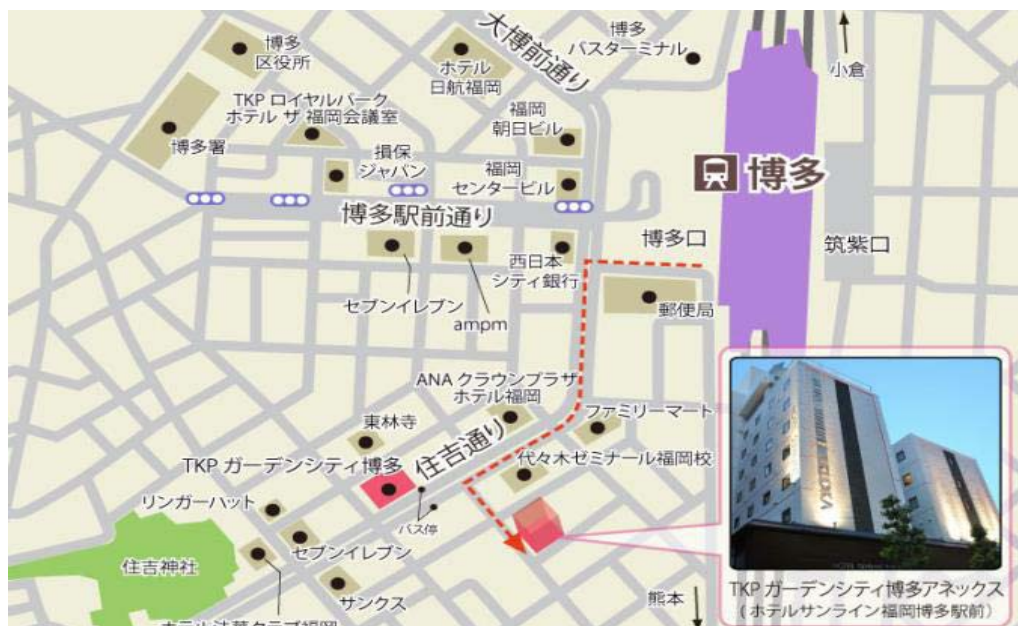 大博前通り
博多
バスターミナル
小倉
博多
区役所
ホテル
日航福岡
TKP ロイヤルパーク
ホテル ザ 福岡会議室
福岡
朝日ビル
博多署
損保
ジャパン
福岡
センタービル
博多
博多駅前通り
博多口
筑紫口
西日本
シティ銀行
セブンイレブン
ampm
郵便局
ANA クラウンプラザ
ホテル福岡
ファミリーマート
東林寺
住吉通り
TKP ガーデンシティ博多
代々木ゼミナール福岡校
リンガーハット
バス停
セブンイレブン
住吉神社
サンクス
熊本
TKP ガーデンシティ博多アネックス
( ホテルサンライン福岡博多駅前）